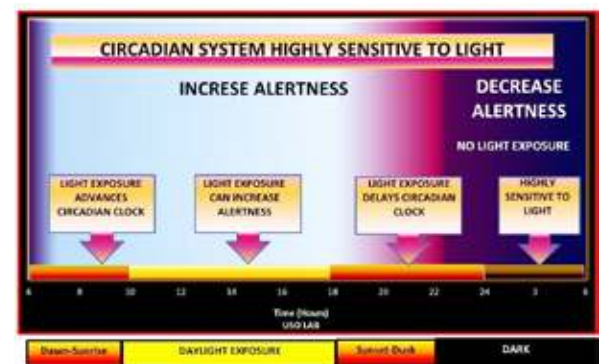 CIRCADIAN SYSTEM HIGHLY SENSITIVE TO LIGHT
INCRESE ALERTNESS
DECREASE
ALERTNESS
NO LIGHT EXPOSURE
LIGHT EXPOSURE
ADVANCES
CIRCADIAN CLOCK
LIGHT EXPOSURE
CAN INCREASE
ALERTNESS
LIGHT EXPOSURE
DELAYS CIRCADIAN
CLOCK
HIGHLY
SENSITIVE TO
LIGHT
6 8 10 12 14 16 18 20 22 24 3 6
Time (Hours)
USO LAB
Dawn-Sunrise DAYLIGHT EXPOSURE Sunset-Dusk DARK